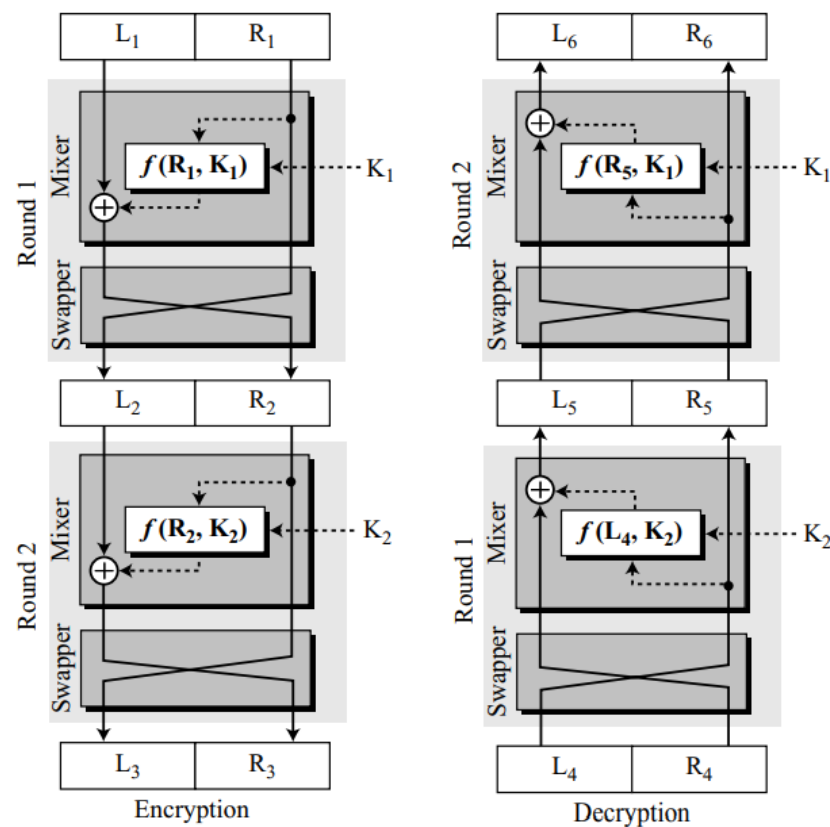 L1 R1
Round 1
Mixer
f(R1, K1)
K1
Swapper
L2 R2
Round 2
Mixer
f(R2, K2)
K2
Swapper
L3 R3
Encryption
L6 R6
Round 2
Mixer
f(R5, K1)
K1
Swapper
L5 R5
Round 1
Mixer
f(L4, K2)
K2
Swapper
L4 R4
Decryption